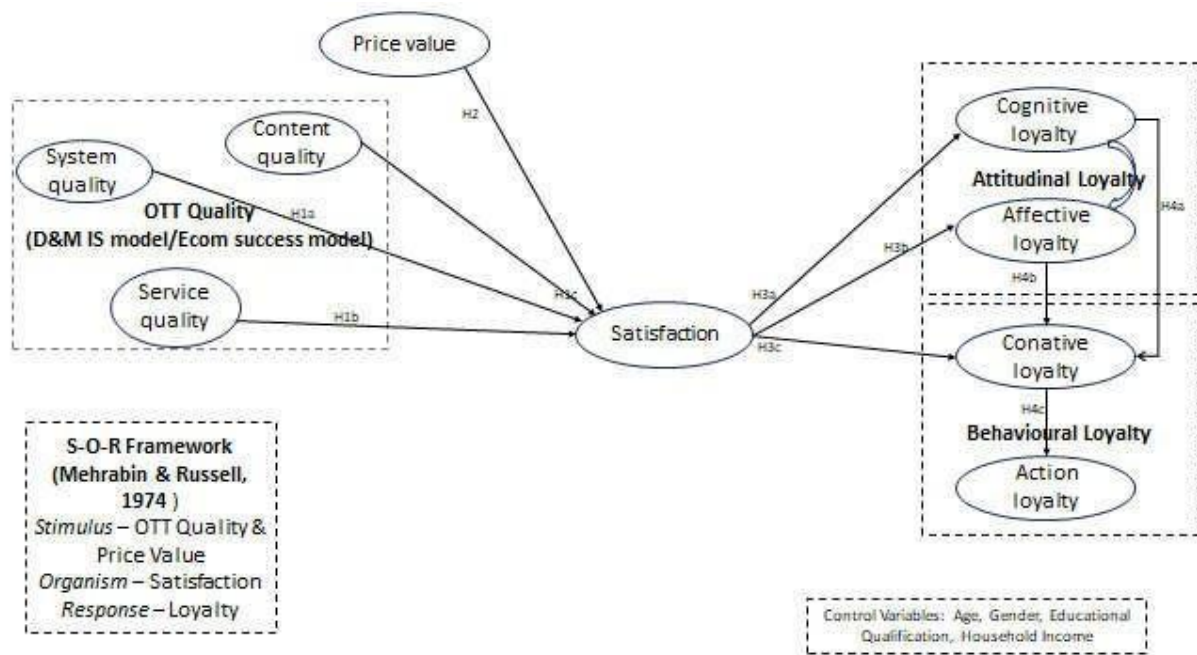 Price value
H2
Content
quality
System
quality
OTT Quality
H1a
(D&M IS model/Ecom success model)
Service
quality
H1b
H1c
Satisfaction
H3a
H3b
H3c
Cognitive
loyalty
Attitudinal Loyalty
H4a
Affective
loyalty
H4b
Conative
loyalty
H4c
Behavioural Loyalty
Action
loyalty
S-O-R Framework
(Mehrabin & Russell,
1974 )
Stimulus – OTT Quality &
Price Value
Organism – Satisfaction
Response – Loyalty
Control Variables: Age, Gender, Educational
Qualification, Household Income